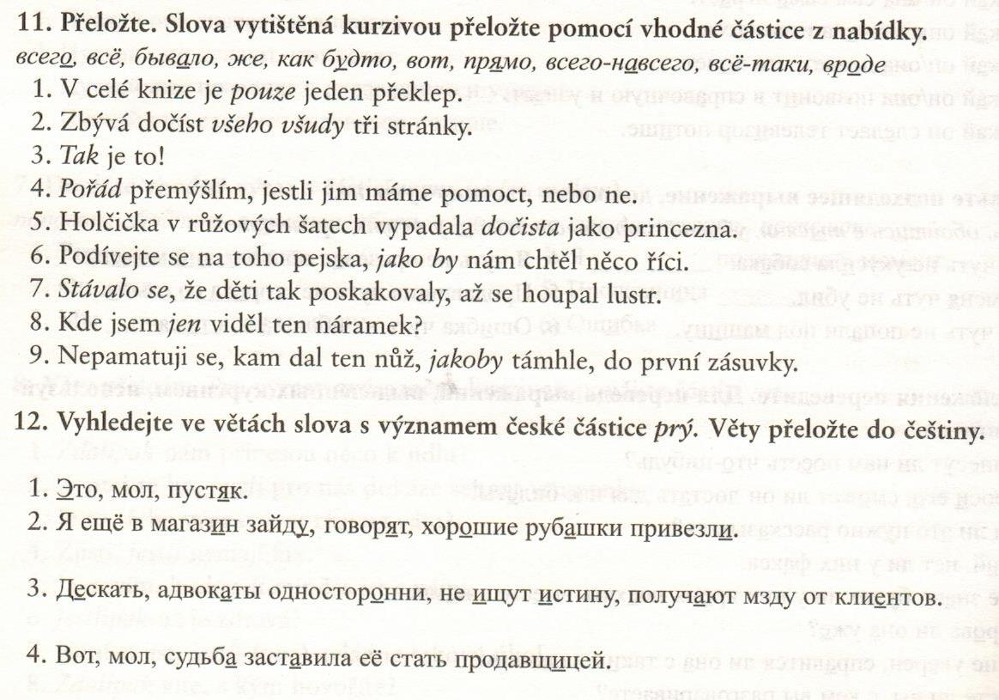 11. Přeložte. Slova vytištěná kurzivou přeložte pomocí vhodné částice z nabídky.
всего, всё, бывало, же, как будто, вот, прямо, всего-навсего, всё-таки, вроде
1. V celé knize je pouze jeden překlep.
2. Zbývá dočíst všeho všudy tři stránky.
3. Tak je to!
4. Pořád přemýšlím, jestli jim máme pomoct, nebo ne.
5. Holčička v růžových šatech vypadala dočista jako princezna.
6. Podívejte se na toho pejska, jako by nám chtěl něco říci.
7. Stávalo se, že děti tak poskakovaly, až se houpal lustr.
8. Kde jsem jen viděl ten náramek?
9. Nepamatuji se, kam dal ten nůž, jakoby támhle, do první zásuvky.
12. Vyhledejte ve větách slova s významem české částice prý. Věty přeložte do češtiny.
1. Это, мол, пустяк.
2. Я ещё в магазин зайду, говорят, хорошие рубашки привезли.
3. Дескать, адвокаты односторонни, не ищут истину, получают мзду от клиентов.
4. Вот, мол, судьба заставила её стать продавщицей.